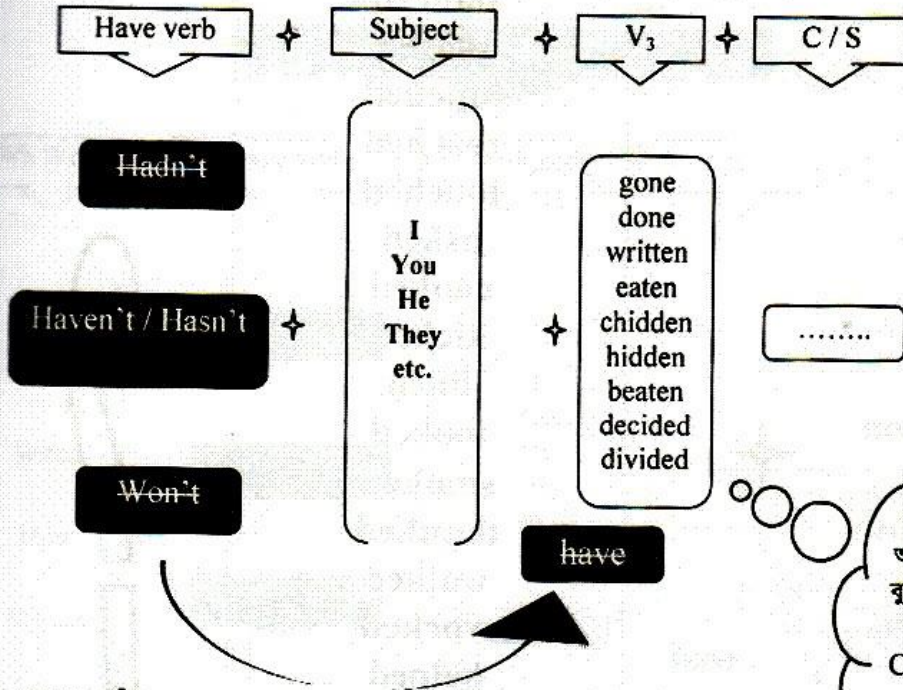 Have verb + Subject + V₃ + C / S
Hadn't
Haven't / Hasn't +
Won't
I
You
He
They
etc.
+
gone
done
written
eaten
chidden
hidden
beaten
decided
divided
have
........